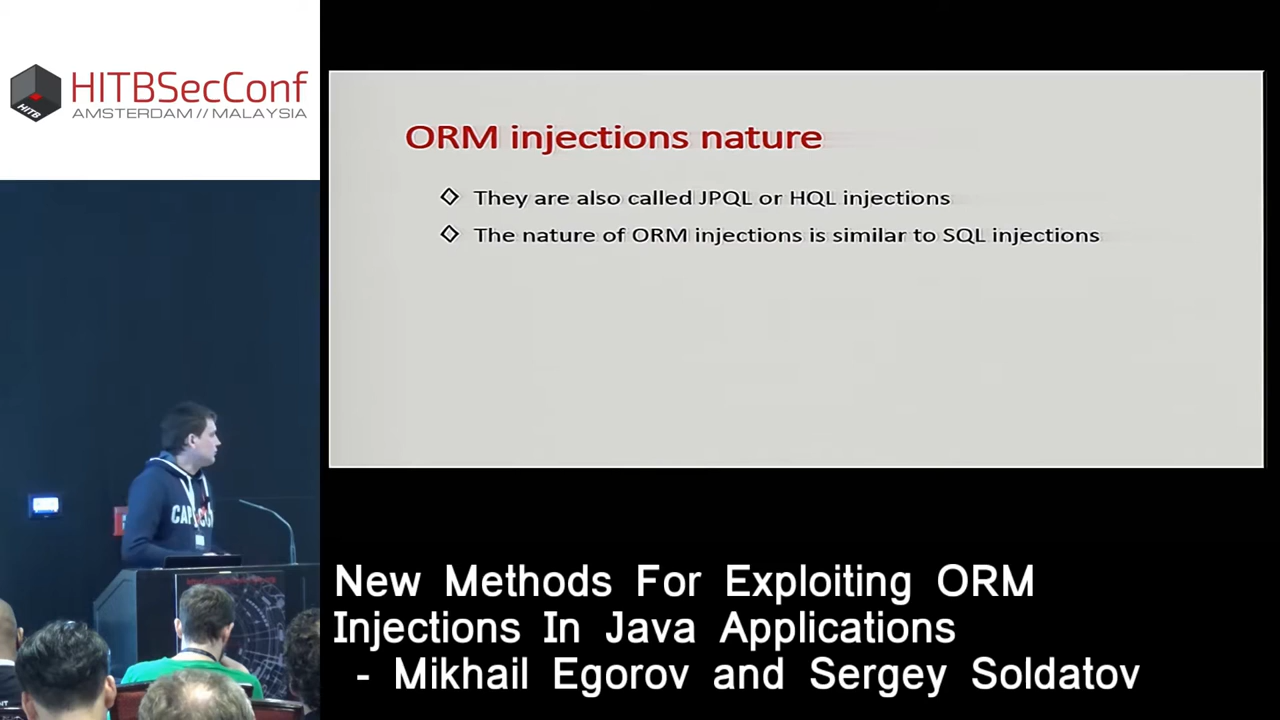 HITBSecConf
AMSTERDAM // MALAYSIA
HITB
ORM injections nature
They are also called JPQL or HQL injections
The nature of ORM injections is similar to SQL injections
New Methods For Exploiting ORM
Injections In Java Applications
- Mikhail Egorov and Sergey Soldatov